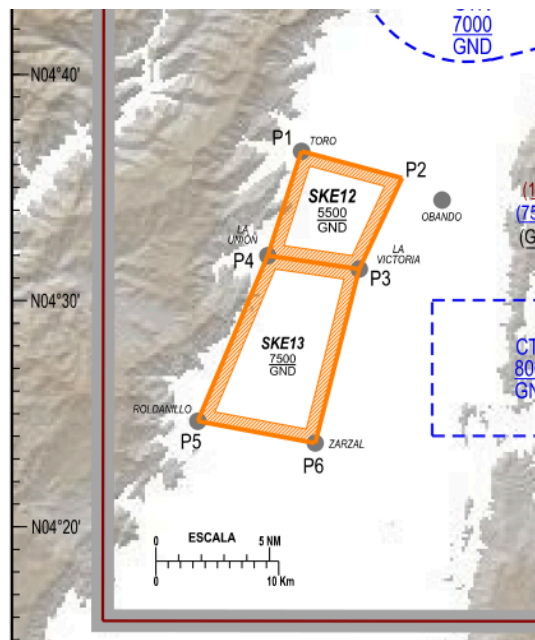 7000
GND
N04°40'
P1
TORO
P2
SKE12
5500
GND
OBANDO
(75
(G
LA
UNIÓN
P4
LA
VICTORIA
P3
N04°30'
SKE13
7500
GND
CT
80
GN
ROLDANILLO
P5
ZARZAL
P6
N04°20'
ESCALA
0
5 NM
0
10 Km